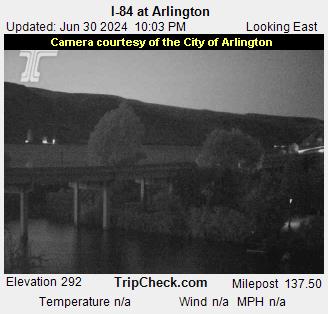 I-84 at Arlington
Updated: Jun 30 2024 10:03 PM Looking East
Camera courtesy of the City of Arlington
Elevation 292 TripCheck.com Milepost 137.50
Temperature n/a Wind n/a MPH n/a